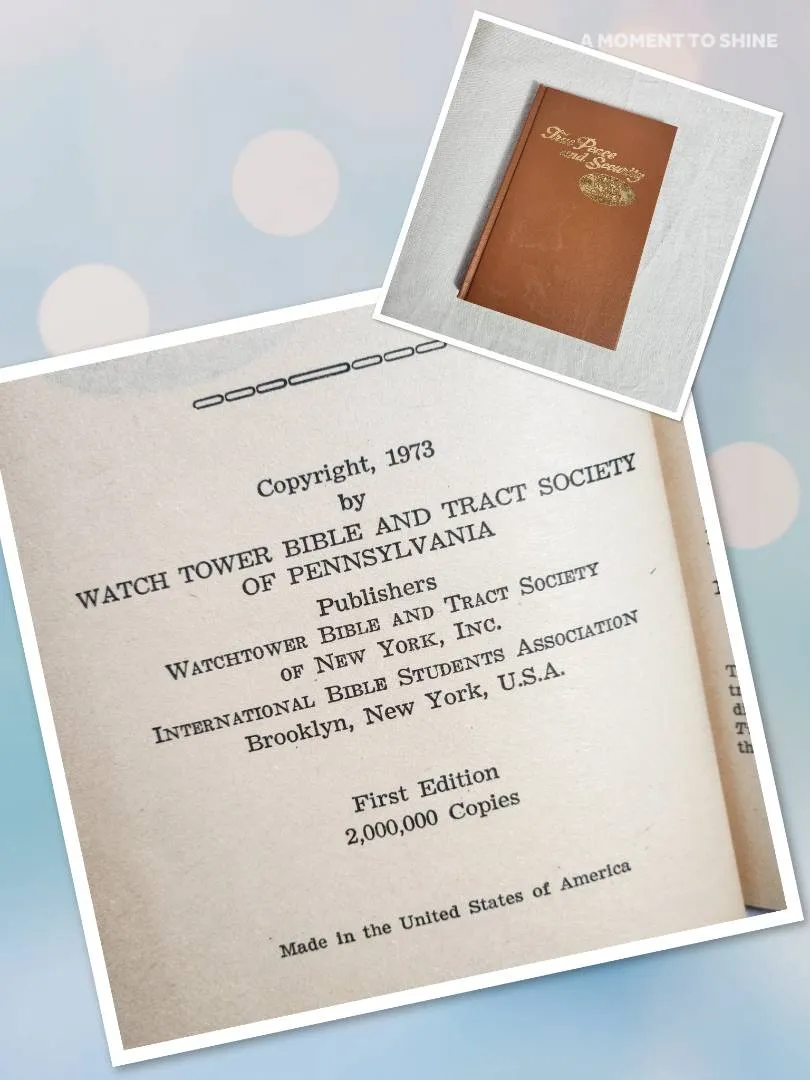 A MOMENT TO SHINE
True Peace
and Security
Copyright, 1973
by
WATCH TOWER BIBLE AND TRACT SOCIETY
OF PENNSYLVANIA
Publishers
WATCHTOWER BIBLE AND TRACT SOCIETY
OF NEW YORK, INC.
INTERNATIONAL BIBLE STUDENTS ASSOCIATION
Brooklyn, New York, U.S.A.
First Edition
2,000,000 Copies
Made in the United States of America